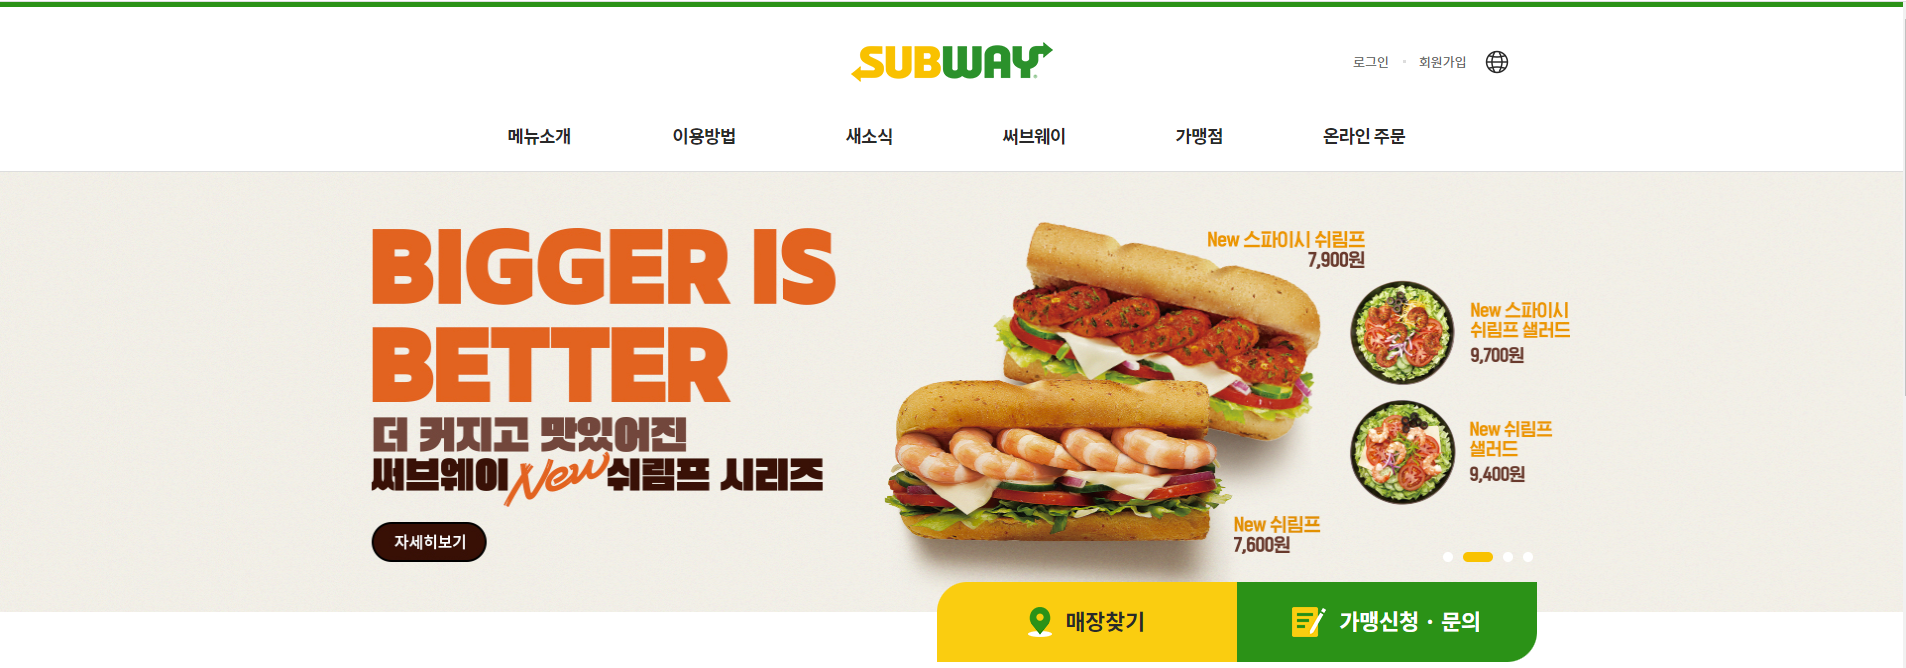 SUBWAY
로그인 회원가입
메뉴소개 이용방법 새소식 써브웨이 가맹점 온라인 주문
BIGGER IS
BETTER
더 커지고 맛있어진
써브웨이 New 쉬림프 시리즈
자세히보기
New 스파이시 쉬림프
7,900원
New 스파이시
쉬림프 샐러드
9,700원
New 쉬림프
샐러드
9,400원
New 쉬림프
7,600원
매장찾기
가맹신청 · 문의